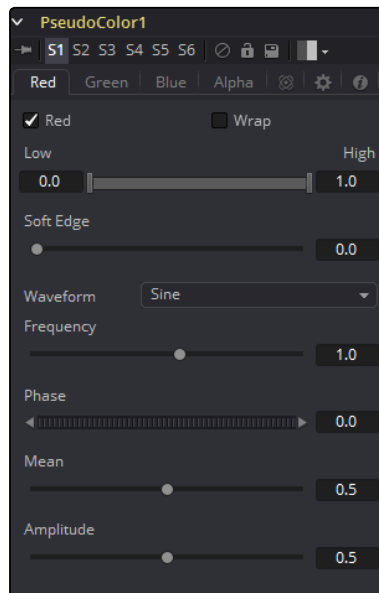 PseudoColor1
S1 S2 S3 S4 S5 S6
Red Green Blue Alpha
Red Wrap
Low High
0.0 1.0
Soft Edge
0.0
Waveform Sine
Frequency
1.0
Phase
0.0
Mean
0.5
Amplitude
0.5